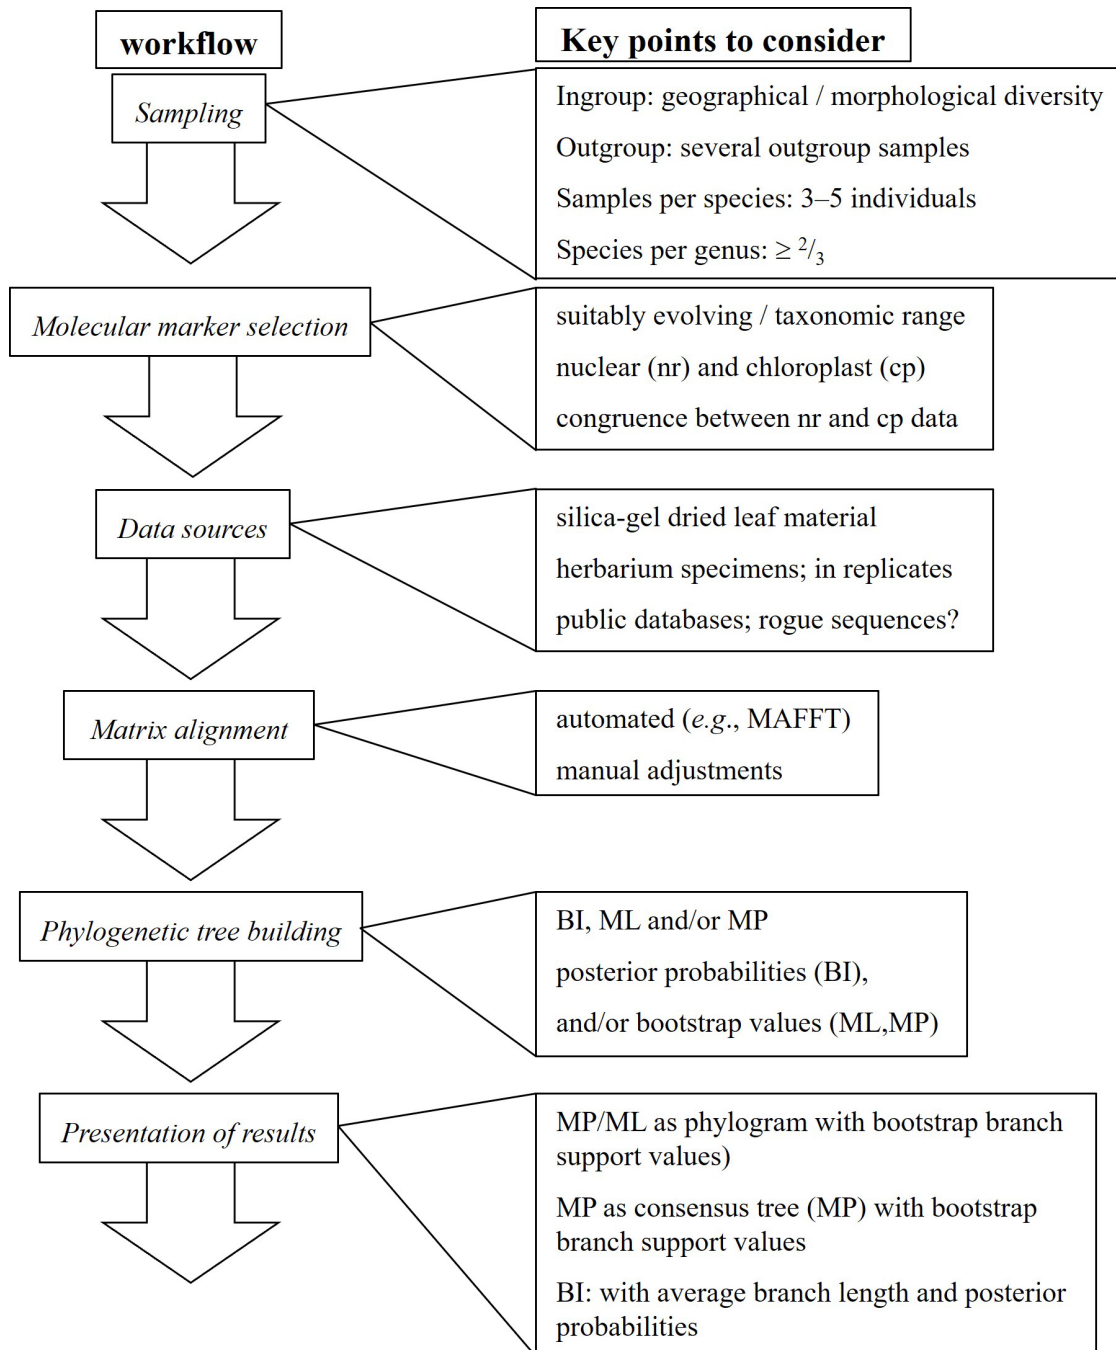 workflow
Key points to consider
Sampling
Ingroup: geographical / morphological diversity
Outgroup: several outgroup samples
Samples per species: 3–5 individuals
Species per genus: ≥ 2/3
Molecular marker selection
suitably evolving / taxonomic range
nuclear (nr) and chloroplast (cp)
congruence between nr and cp data
Data sources
silica-gel dried leaf material
herbarium specimens; in replicates
public databases; rogue sequences?
Matrix alignment
automated (e.g., MAFFT)
manual adjustments
Phylogenetic tree building
BI, ML and/or MP
posterior probabilities (BI),
and/or bootstrap values (ML,MP)
Presentation of results
MP/ML as phylogram with bootstrap branch
support values)
MP as consensus tree (MP) with bootstrap
branch support values
BI: with average branch length and posterior
probabilities